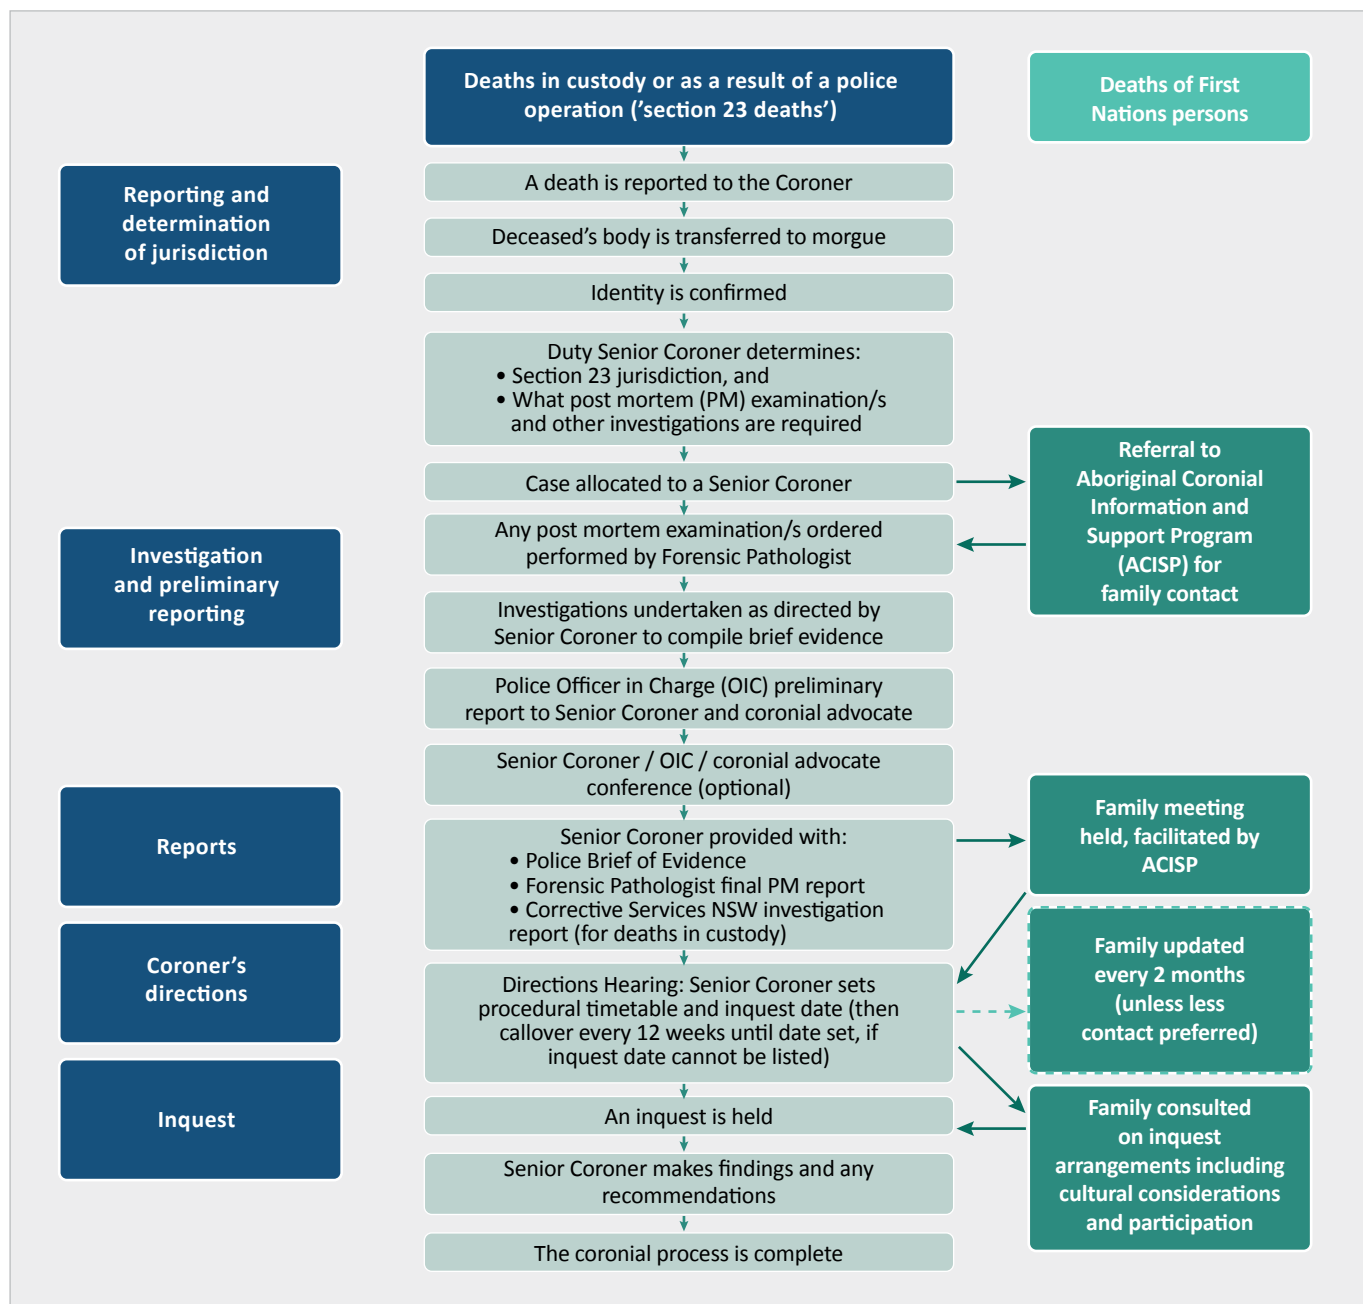 Deaths in custody or as a result of a police
operation (’section 23 deaths’)
Deaths of First
Nations persons
Reporting and
determination
of jurisdiction
A death is reported to the Coroner
Deceased’s body is transferred to morgue
Identity is confirmed
Duty Senior Coroner determines:
• Section 23 jurisdiction, and
• What post mortem (PM) examination/s
and other investigations are required
Case allocated to a Senior Coroner
Referral to
Aboriginal Coronial
Information and
Support Program
(ACISP) for
family contact
Investigation
and preliminary
reporting
Any post mortem examination/s ordered
performed by Forensic Pathologist
Investigations undertaken as directed by
Senior Coroner to compile brief evidence
Police Officer in Charge (OIC) preliminary
report to Senior Coroner and coronial advocate
Senior Coroner / OIC / coronial advocate
conference (optional)
Reports
Senior Coroner provided with:
• Police Brief of Evidence
• Forensic Pathologist final PM report
• Corrective Services NSW investigation
report (for deaths in custody)
Family meeting
held, facilitated by
ACISP
Coroner’s
directions
Directions Hearing: Senior Coroner sets
procedural timetable and inquest date (then
callover every 12 weeks until date set, if
inquest date cannot be listed)
Family updated
every 2 months
(unless less
contact preferred)
Inquest
An inquest is held
Family consulted
on inquest
arrangements including
cultural considerations
and participation
Senior Coroner makes findings and any
recommendations
The coronial process is complete